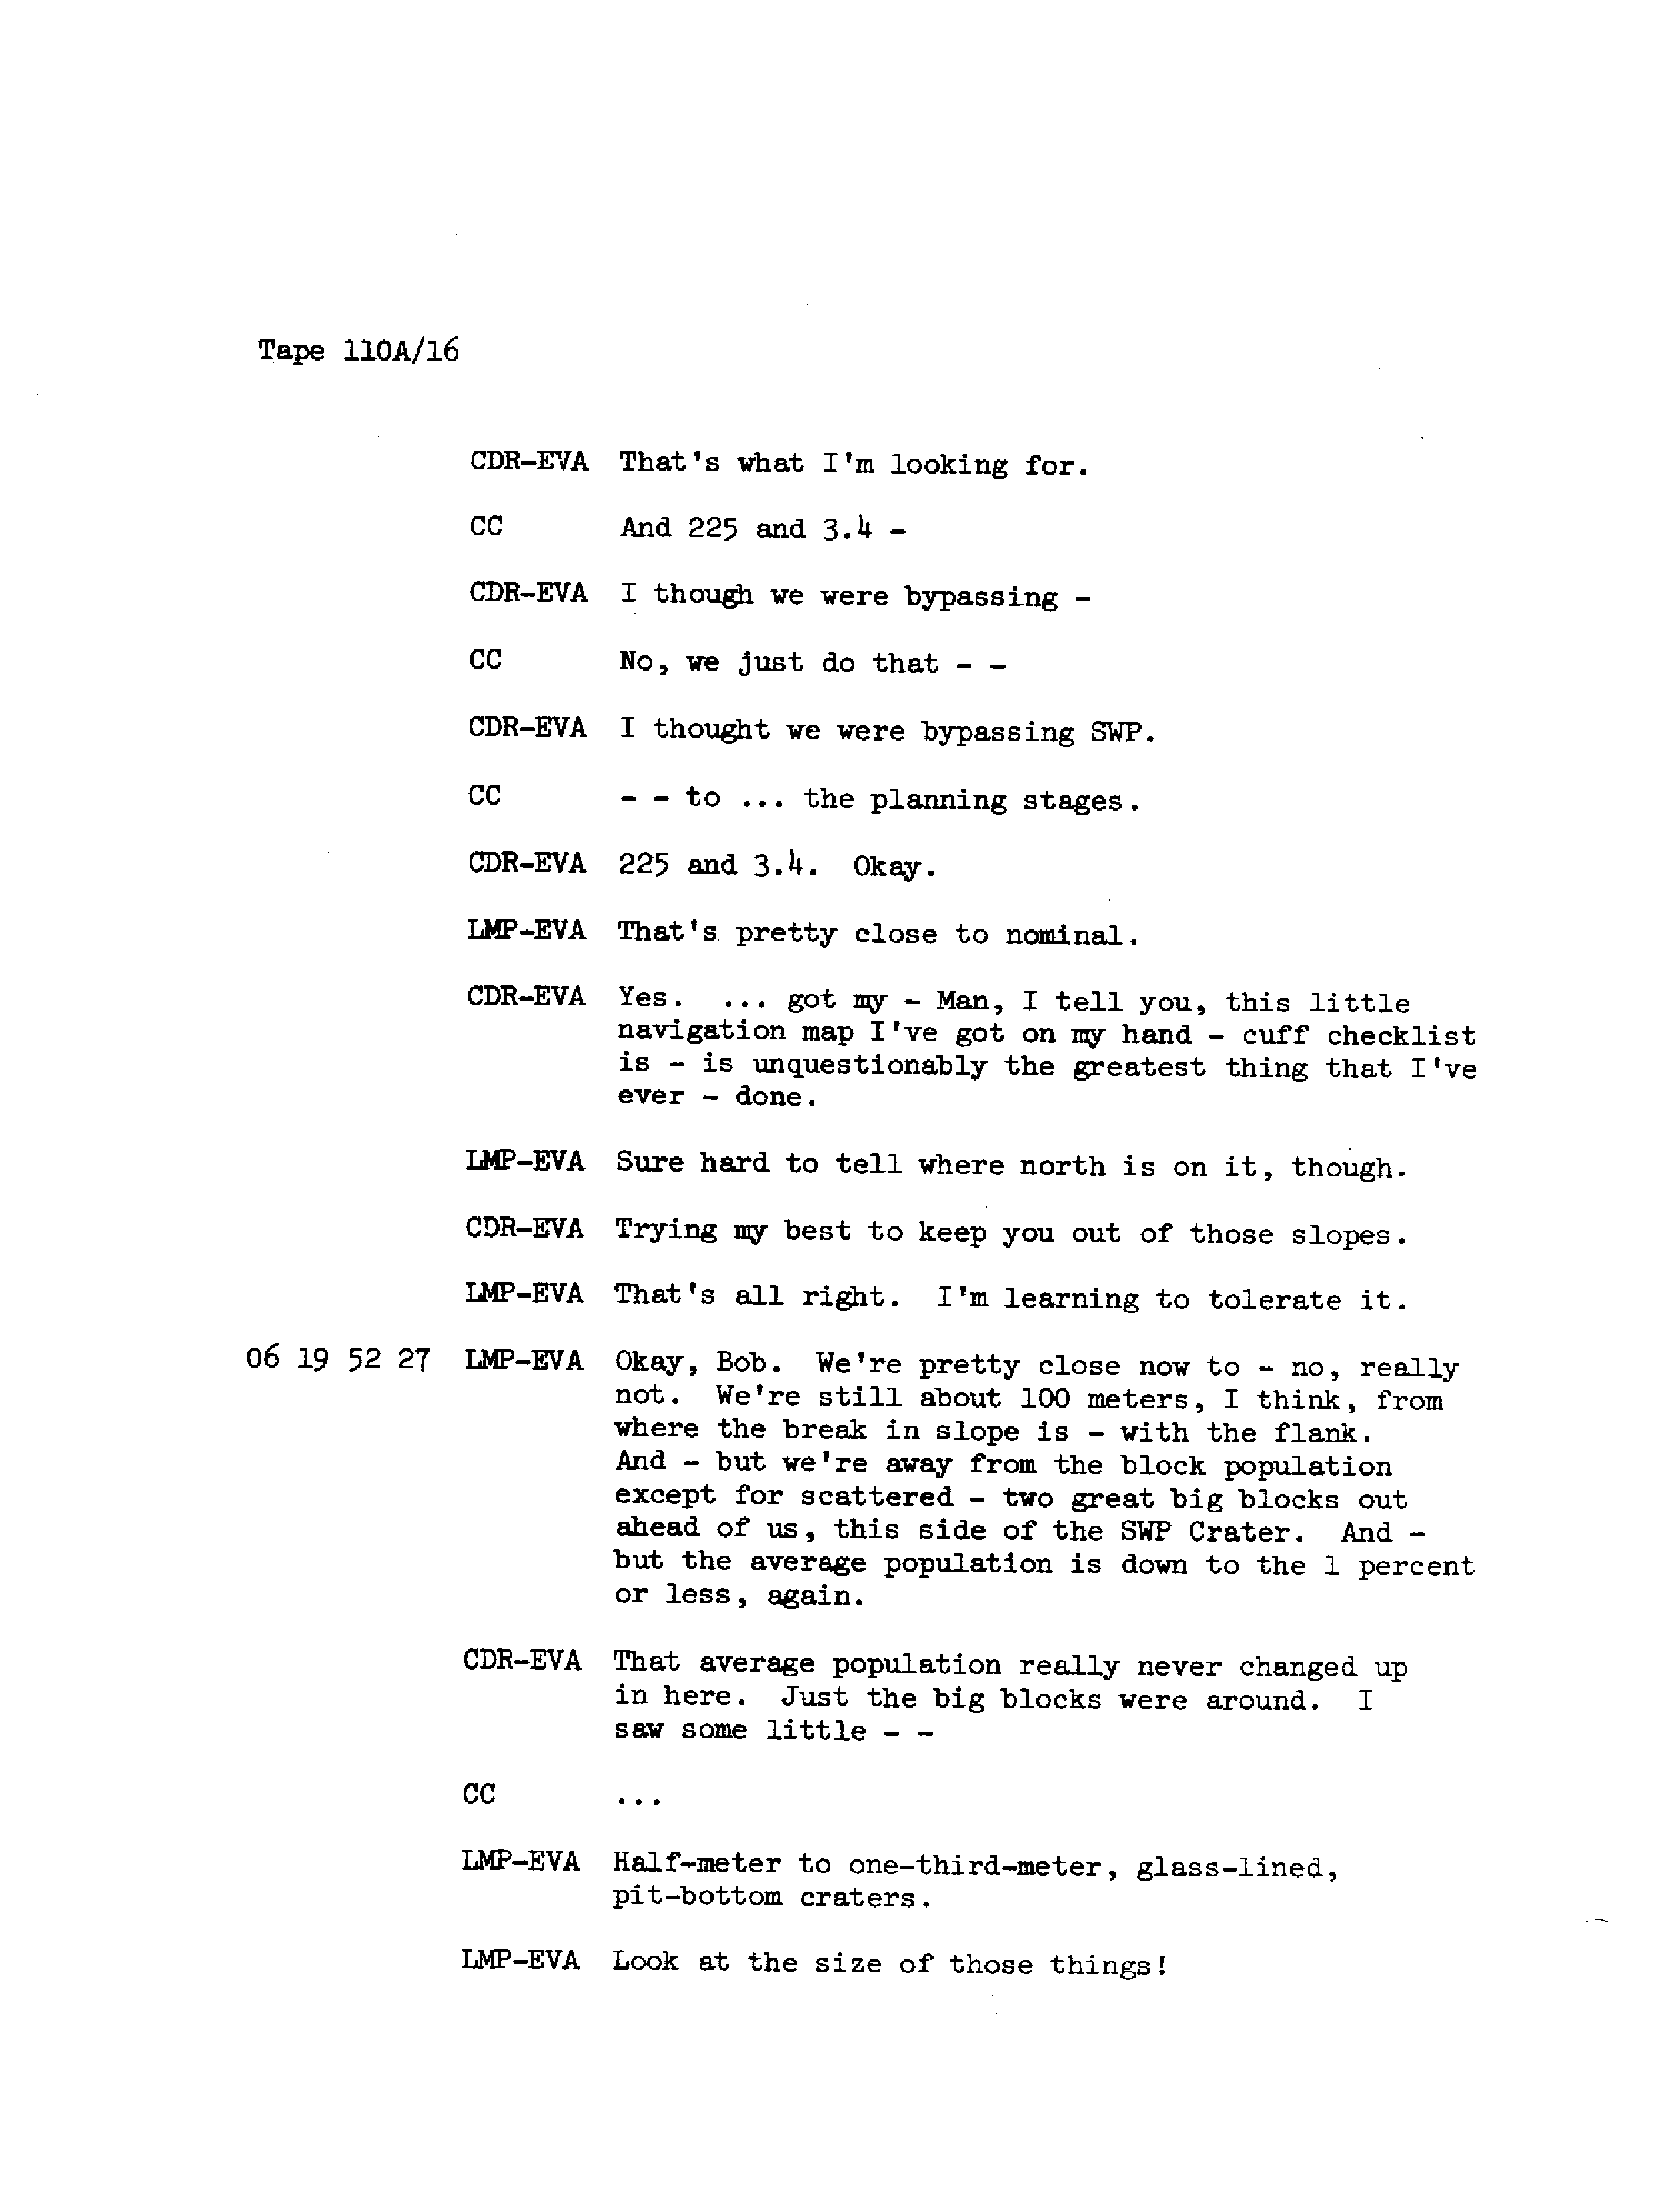 Tape 110A/16
CDR-EVA That's what I'm looking for.
CC And 225 and 3.4 -
CDR-EVA I though we were bypassing -
CC No, we just do that - -
CDR-EVA I thought we were bypassing SWP.
CC - - to ... the planning stages.
CDR-EVA 225 and 3.4. Okay.
LMP-EVA That's pretty close to nominal.
CDR-EVA Yes. ... got my - Man, I tell you, this little
navigation map I've got on my hand - cuff checklist
is - is unquestionably the greatest thing that I've
ever - done.
LMP-EVA Sure hard to tell where north is on it, though.
CDR-EVA Trying my best to keep you out of those slopes.
LMP-EVA That's all right. I'm learning to tolerate it.
06 19 52 27 LMP-EVA Okay, Bob. We're pretty close now to - no, really
not. We're still about 100 meters, I think, from
where the break in slope is - with the flank.
And - but we're away from the block population
except for scattered - two great big blocks out
ahead of us, this side of the SWP Crater. And -
but the average population is down to the 1 percent
or less, again.
CDR-EVA That average population really never changed up
in here. Just the big blocks were around. I
saw some little - -
CC ...
LMP-EVA Half-meter to one-third-meter, glass-lined,
pit-bottom craters.
LMP-EVA Look at the size of those things!